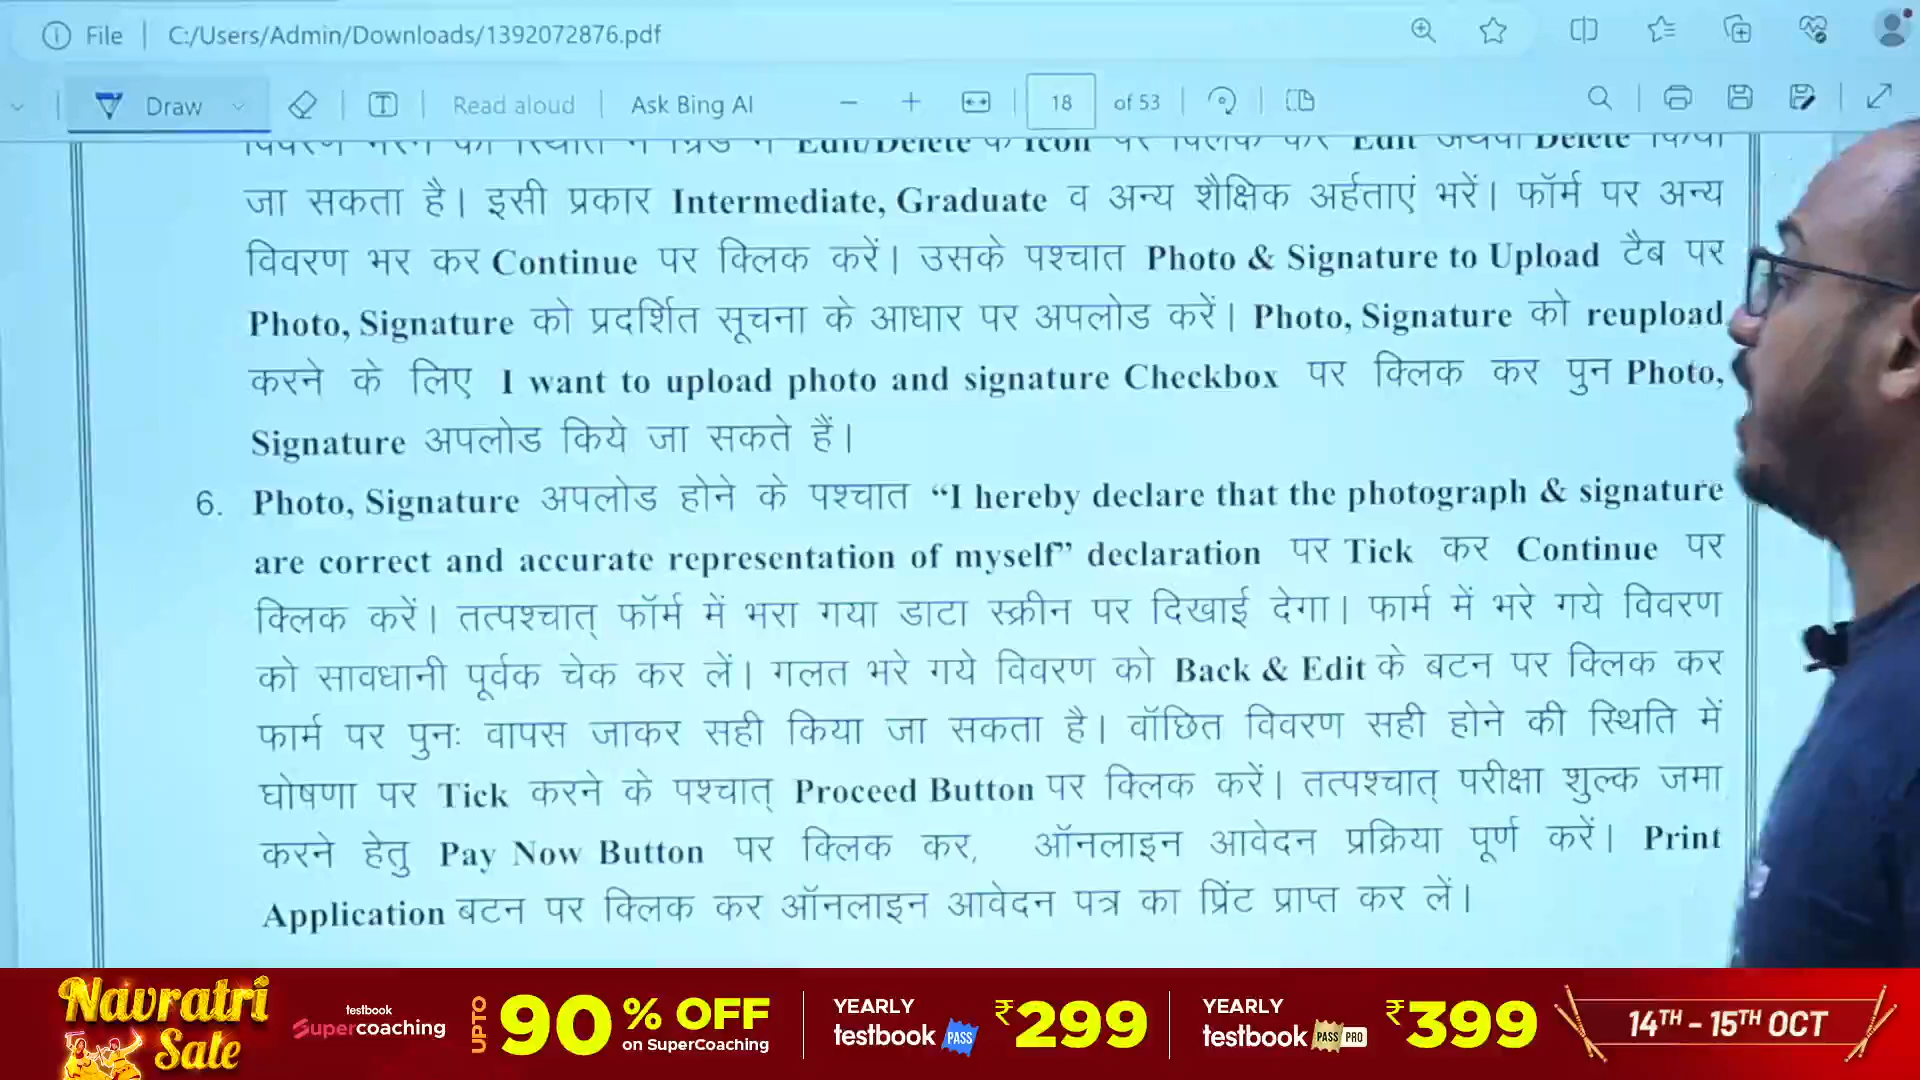 File | C:/Users/Admin/Downloads/1392072876.pdf
Draw Read aloud Ask Bing AI 18 of 53
Edit/Delete के Icon पर क्लिक कर Edit अथवा Delete किया
जा सकता है। इसी प्रकार Intermediate, Graduate व अन्य शैक्षिक अर्हताएं भरें। फॉर्म पर अन्य
विवरण भर कर Continue पर क्लिक करें। उसके पश्चात Photo & Signature to Upload टैब पर
Photo, Signature को प्रदर्शित सूचना के आधार पर अपलोड करें। Photo, Signature को reupload
करने के लिए I want to upload photo and signature Checkbox पर क्लिक कर पुन Photo,
Signature अपलोड किये जा सकते हैं।
6. Photo, Signature अपलोड होने के पश्चात “I hereby declare that the photograph & signature
are correct and accurate representation of myself” declaration पर Tick कर Continue पर
क्लिक करें। तत्पश्चात् फॉर्म में भरा गया डाटा स्क्रीन पर दिखाई देगा। फार्म में भरे गये विवरण
को सावधानी पूर्वक चेक कर लें। गलत भरे गये विवरण को Back & Edit के बटन पर क्लिक कर
फार्म पर पुनः वापस जाकर सही किया जा सकता है। वॉछित विवरण सही होने की स्थिति में
घोषणा पर Tick करने के पश्चात् Proceed Button पर क्लिक करें। तत्पश्चात् परीक्षा शुल्क जमा
करने हेतु Pay Now Button पर क्लिक कर, ऑनलाइन आवेदन प्रक्रिया पूर्ण करें। Print
Application बटन पर क्लिक कर ऑनलाइन आवेदन पत्र का प्रिंट प्राप्त कर लें।
Navratri Sale
testbook Supercoaching
UPTO 90% OFF on SuperCoaching
YEARLY testbook PASS ₹299
YEARLY testbook PASS PRO ₹399
14TH - 15TH OCT